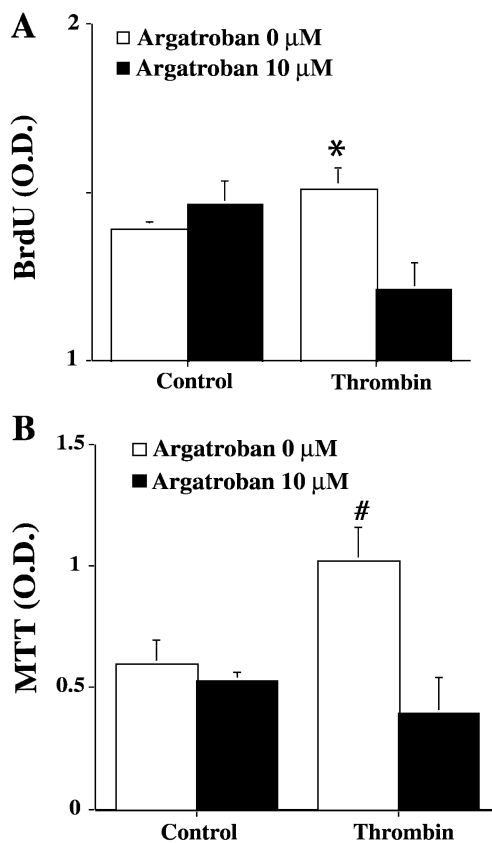 A
2
Argatroban 0 μM
Argatroban 10 μM
BrdU (O.D.)
*
1
Control
Thrombin
B
1.5
Argatroban 0 μM
Argatroban 10 μM
#
MTT (O.D.)
1
0.5
0
Control
Thrombin